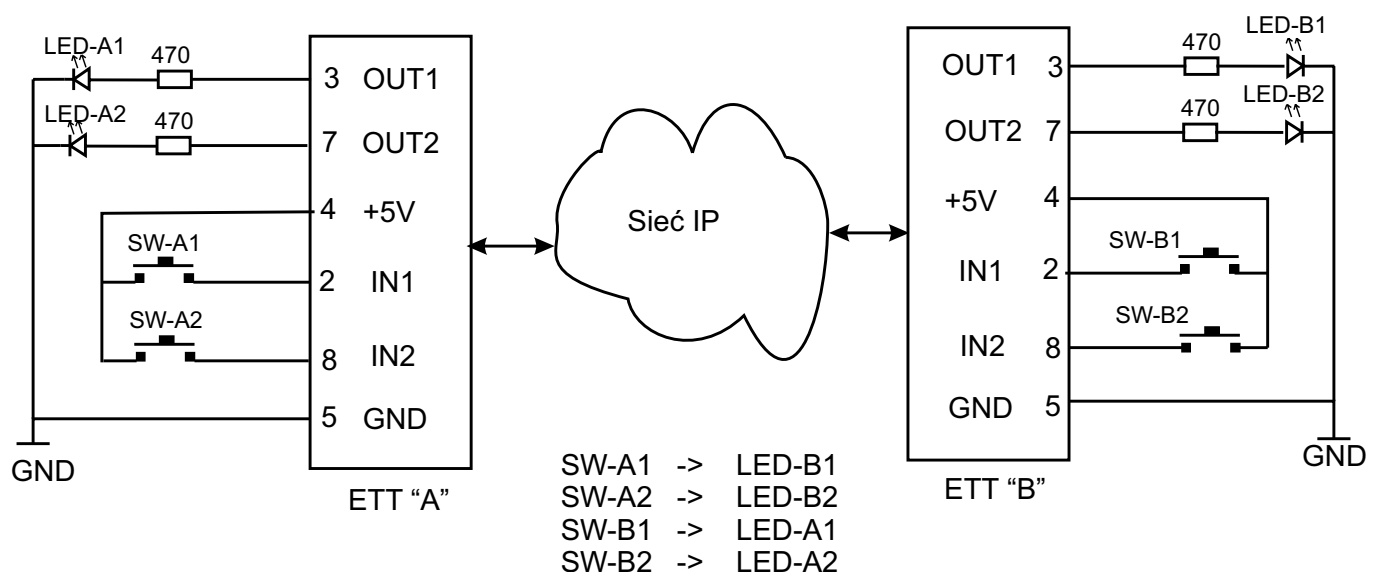 LED-A1
470
3 OUT1
LED-A2
470
7 OUT2
4 +5V
SW-A1
2 IN1
SW-A2
8 IN2
5 GND
GND
ETT “A”
Sieć IP
LED-B1
OUT1 3
470
LED-B2
OUT2 7
470
+5V 4
SW-B1
IN1 2
SW-B2
IN2 8
GND 5
GND
ETT “B”
SW-A1 -> LED-B1
SW-A2 -> LED-B2
SW-B1 -> LED-A1
SW-B2 -> LED-A2